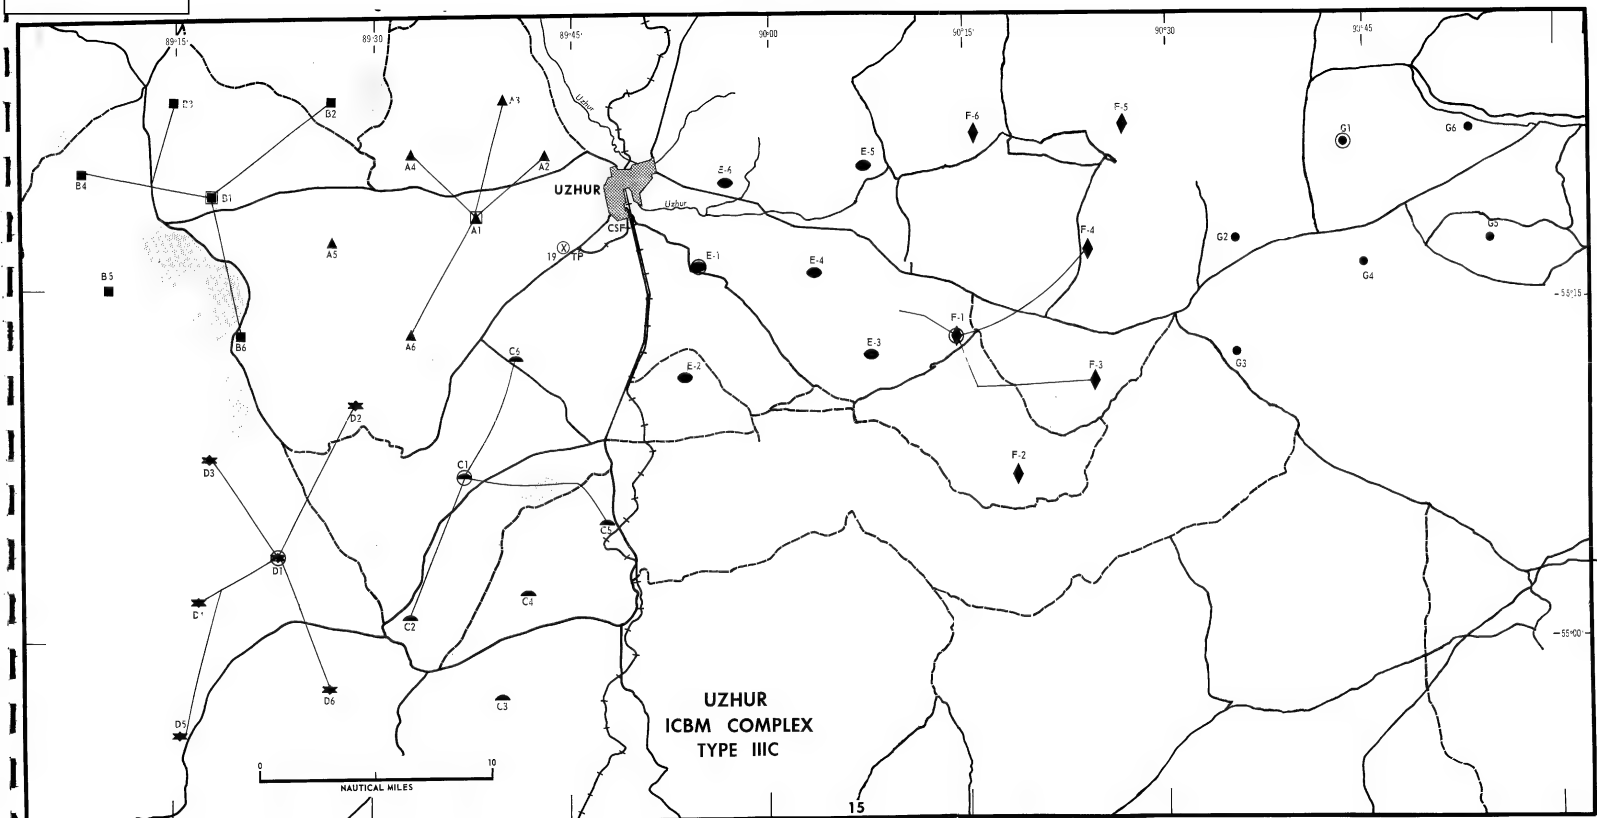 89°15'
89°30'
89°45'
90°00
90°15'
90°30'
90°45
B3
B2
A3
Uzhur
F-6
F-5
G1
G6
B4
B1
A4
A2
UZHUR
E-6
E-5
Uzhur
A1
CSF
F-4
G2
G5
A5
19
TP
E-1
E-4
G4
B5
55°15'
F-1
B6
A6
C6
E-3
G3
E-2
F-3
D2
D3
C1
F-2
C5
D1
C4
D4
C2
55°00'
D6
C3
D5
UZHUR
ICBM COMPLEX
TYPE IIIC
0
10
NAUTICAL MILES
15